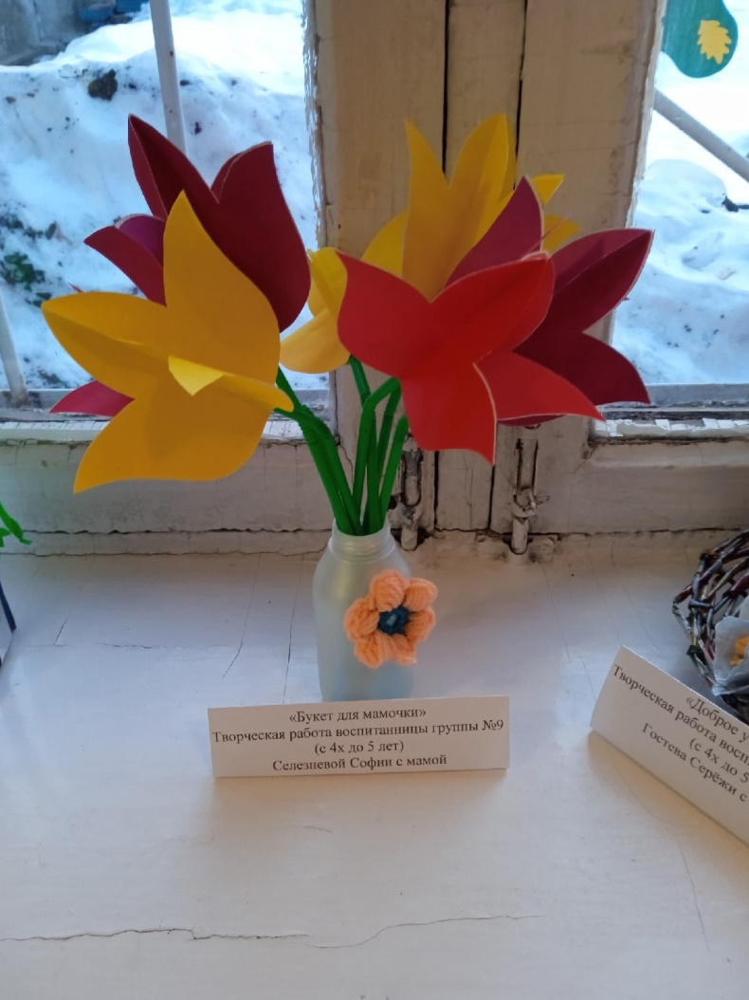 «Букет для мамочки»
Творческая работа воспитанницы группы №9
(с 4х до 5 лет)
Селезневой Софии с мамой
«Доброе
Творческая работа
(с 4х до 5
Гостева Серёжи с